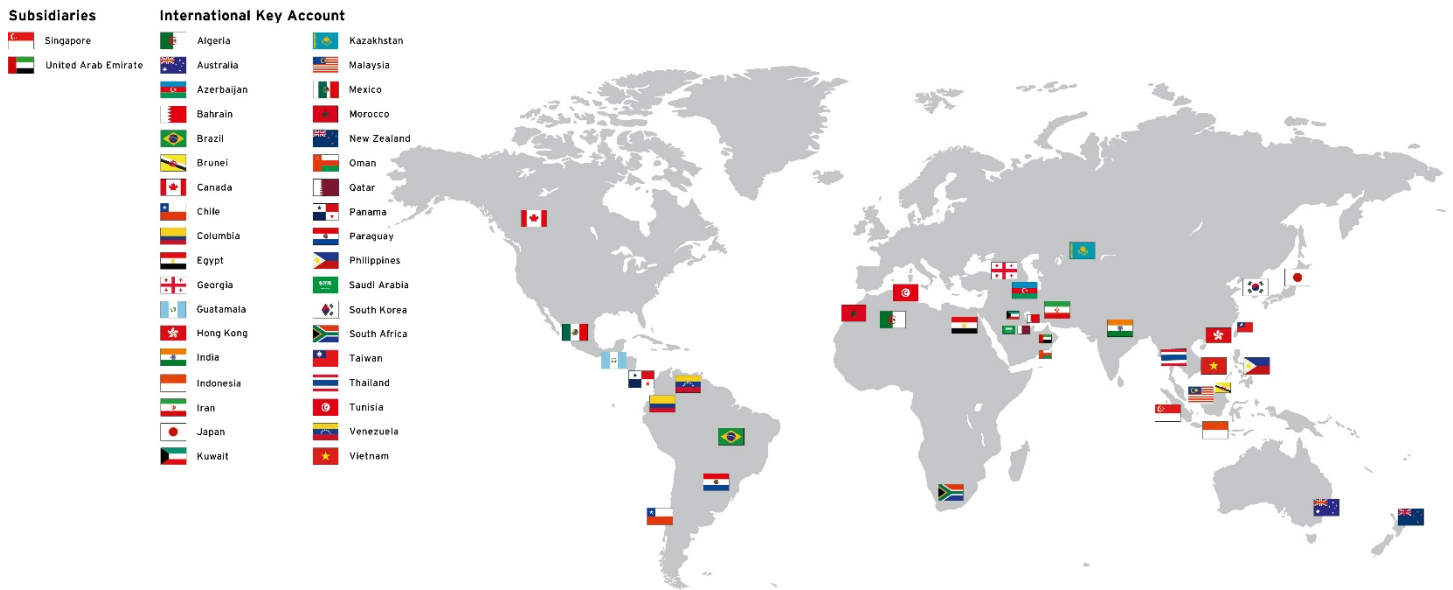 Subsidiaries
Singapore
United Arab Emirate
International Key Account
Algeria
Australia
Azerbaijan
Bahrain
Brazil
Brunei
Canada
Chile
Columbia
Egypt
Georgia
Guatamala
Hong Kong
India
Indonesia
Iran
Japan
Kuwait
Kazakhstan
Malaysia
Mexico
Morocco
New Zealand
Oman
Qatar
Panama
Paraguay
Philippines
Saudi Arabia
South Korea
South Africa
Taiwan
Thailand
Tunisia
Venezuela
Vietnam